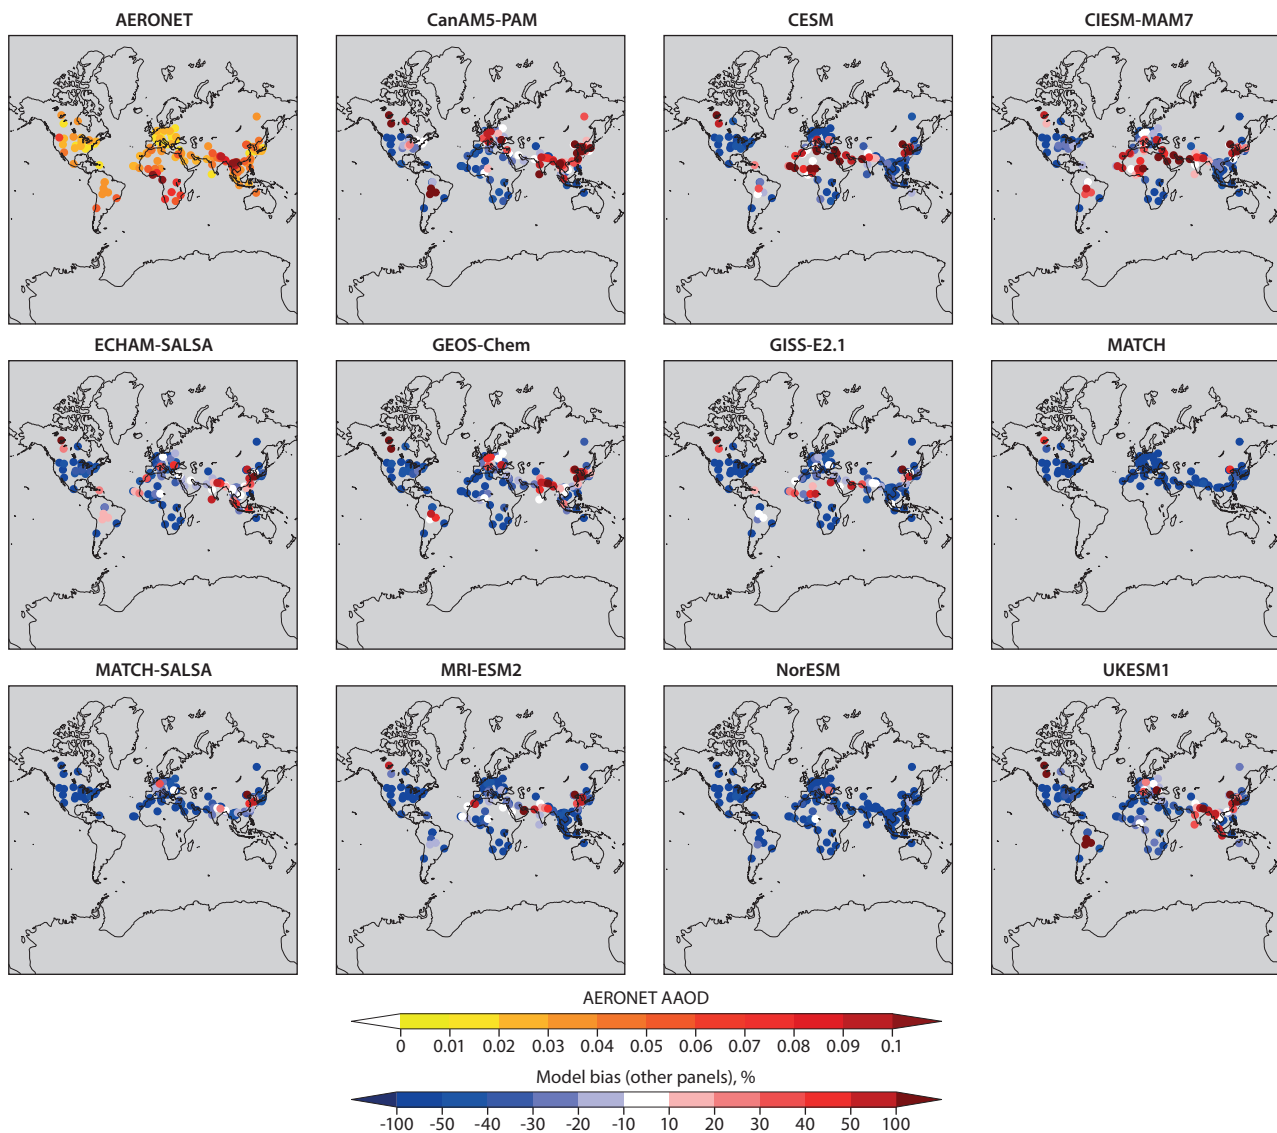 AERONET CanAM5-PAM CESM CIESM-MAM7
ECHAM-SALSA GEOS-Chem GISS-E2.1 MATCH
MATCH-SALSA MRI-ESM2 NorESM UKESM1
AERONET AAOD
0 0.01 0.02 0.03 0.04 0.05 0.06 0.07 0.08 0.09 0.1
Model bias (other panels), %
-100 -50 -40 -30 -20 -10 10 20 30 40 50 100